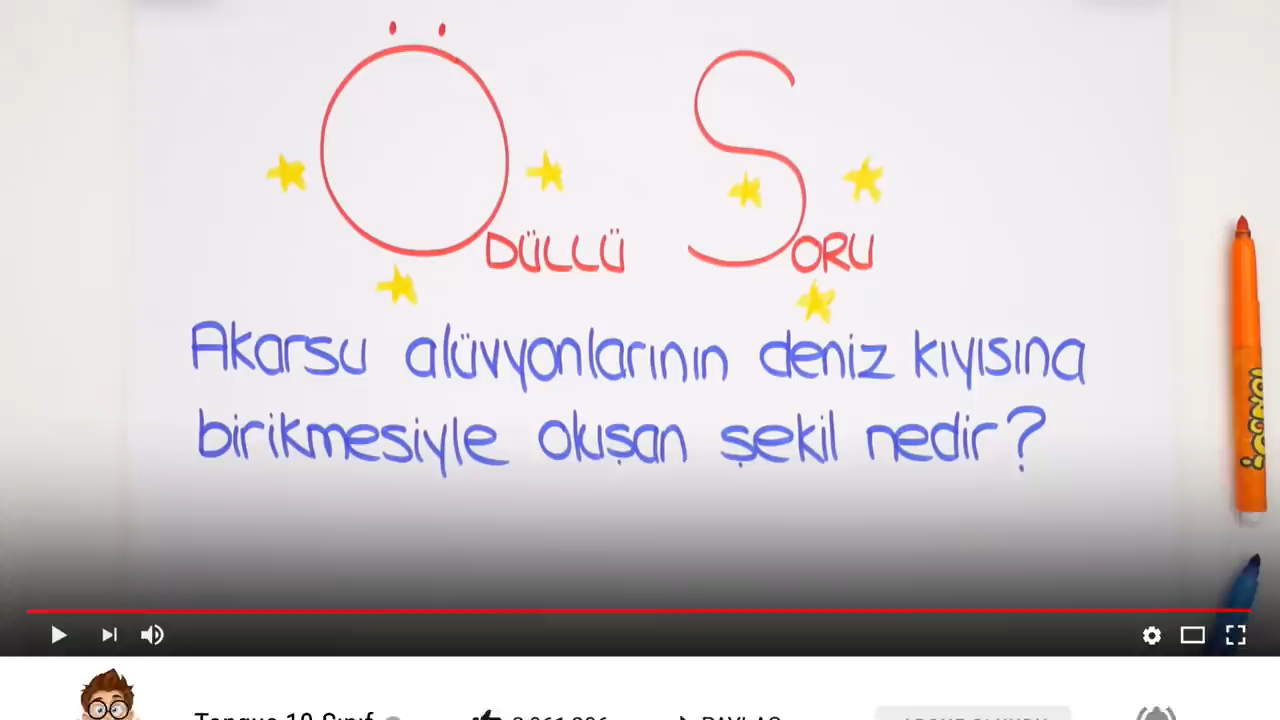 ÖDÜLLÜ SORU
Akarsu alüvyonlarının deniz kıyısına
birikmesiyle oluşan şekil nedir?